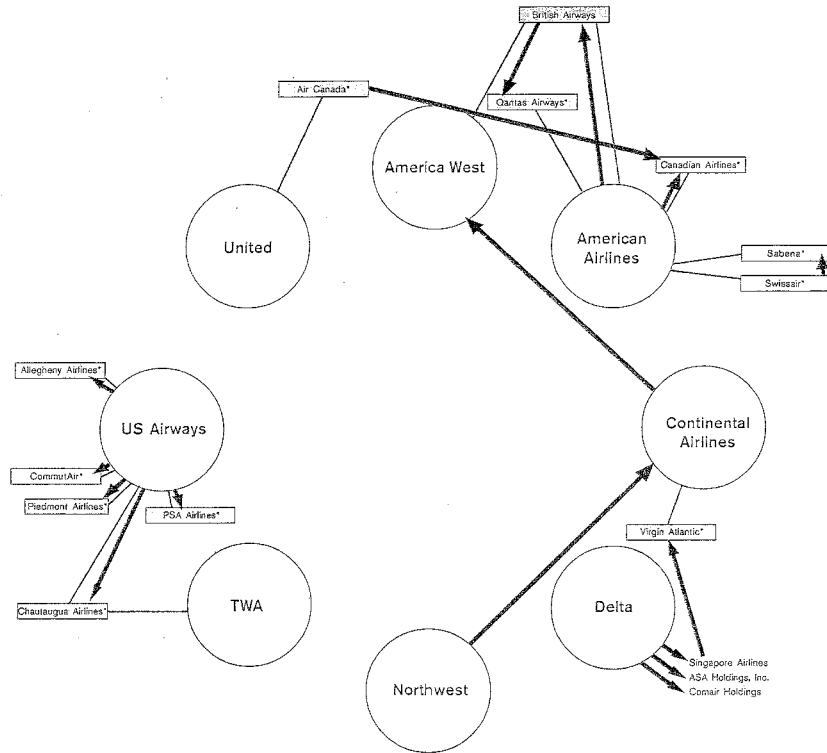 British Airways
Air Canada*
Qantas Airways*
America West
Canadian Airlines*
United
American
Airlines
Sabena*
Swissair*
Allegheny Airlines*
US Airways
Continental
Airlines
CommutAir*
Piedmont Airlines*
PSA Airlines*
Virgin Atlantic*
Chautaugua Airlines*
TWA
Delta
Singapore Airlines
ASA Holdings, Inc.
Comair Holdings
Northwest